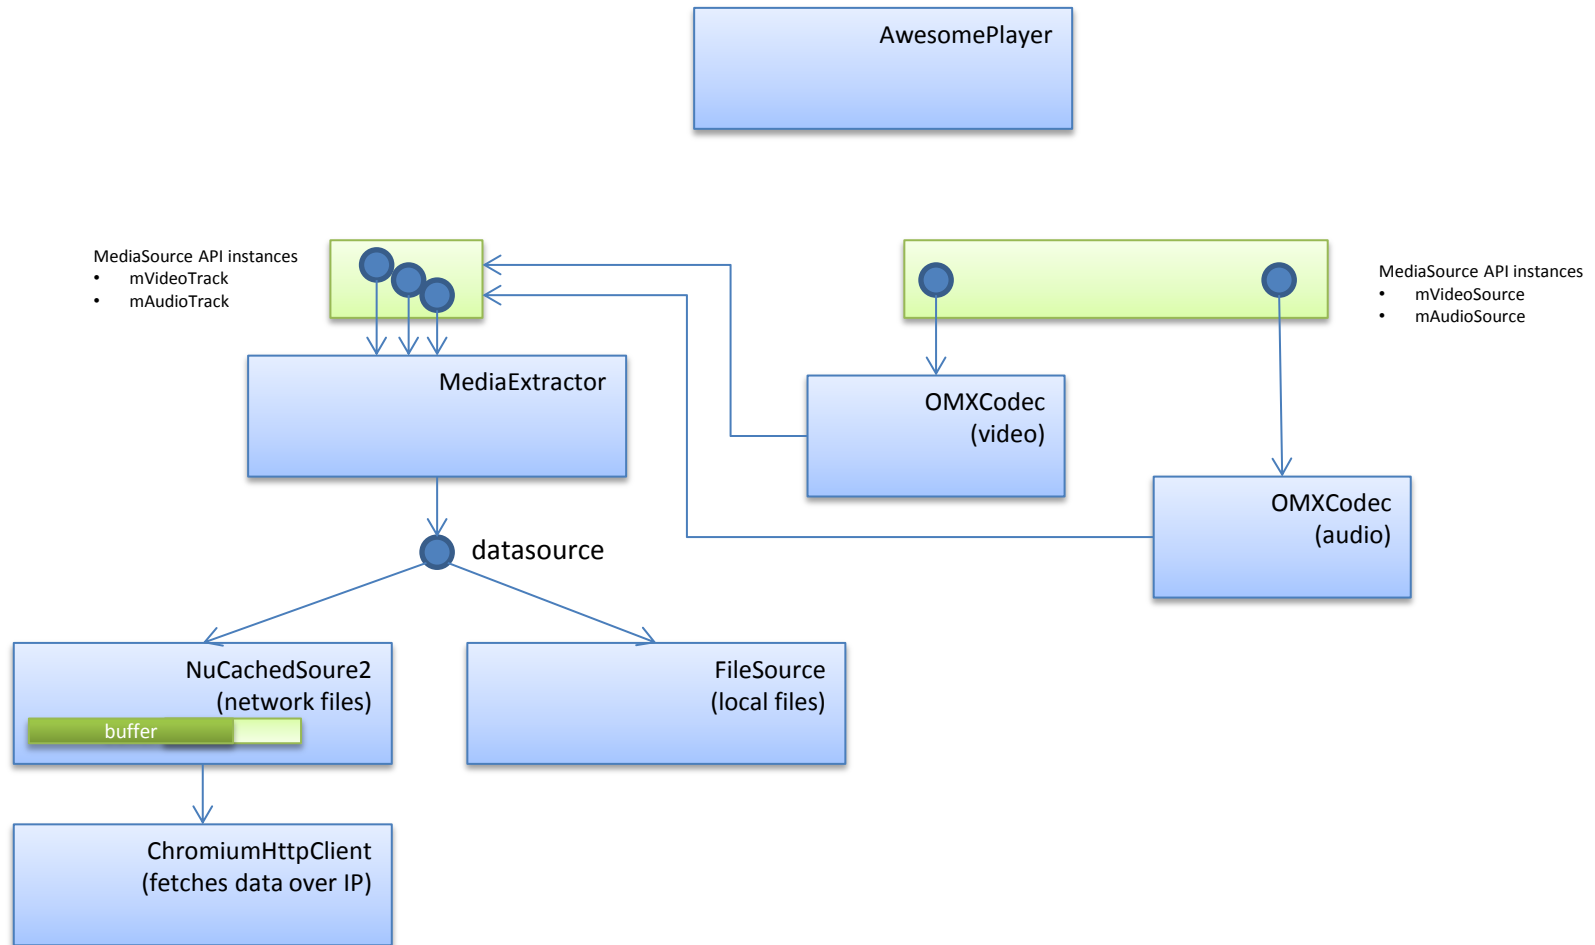 AwesomePlayer
MediaSource API instances
• mVideoTrack
• mAudioTrack
MediaSource API instances
• mVideoSource
• mAudioSource
MediaExtractor
OMXCodec
(video)
OMXCodec
(audio)
datasource
NuCachedSoure2
(network files)
buffer
FileSource
(local files)
ChromiumHttpClient
(fetches data over IP)